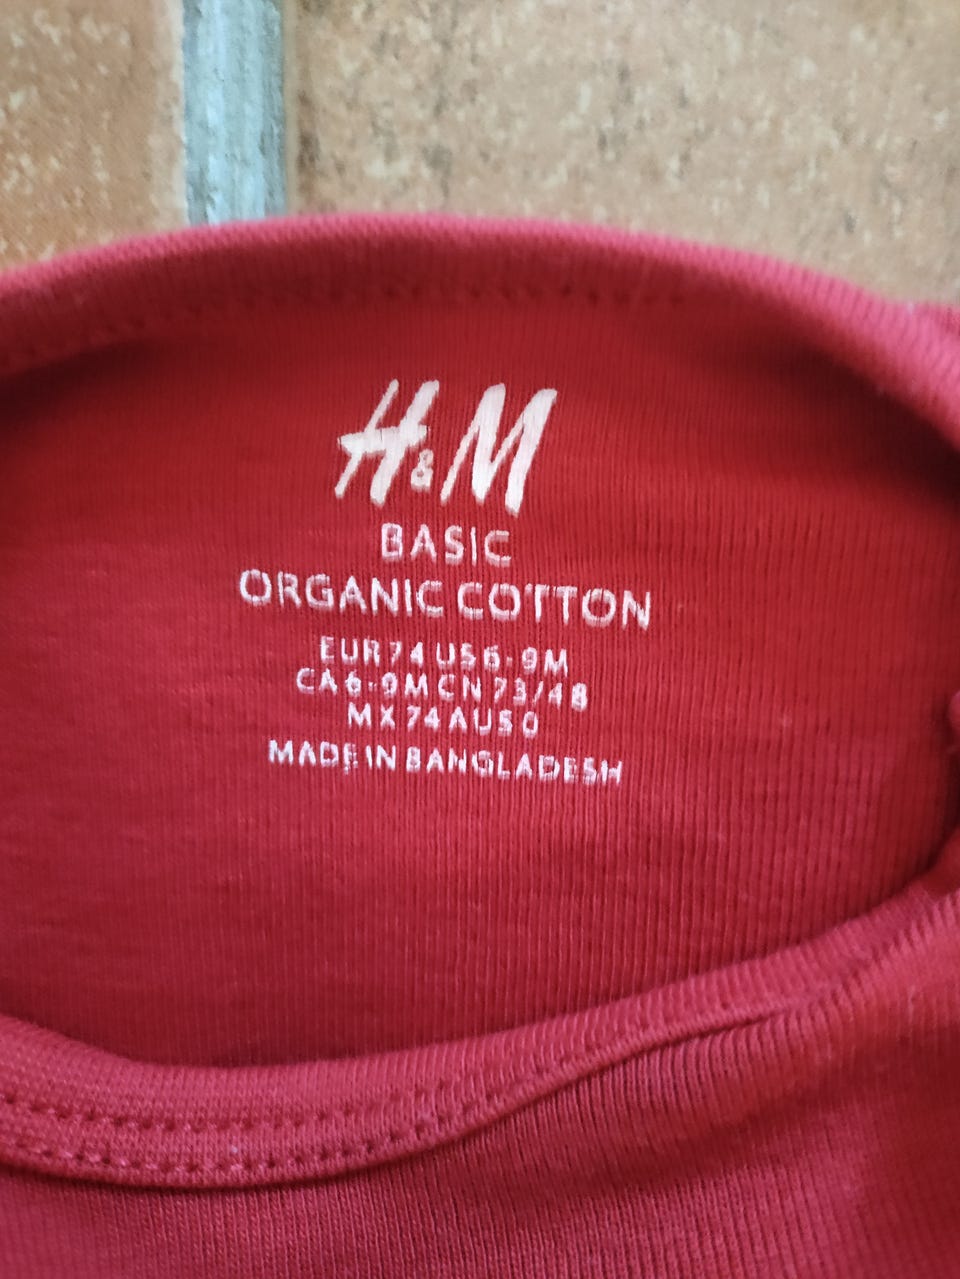 H&M
BASIC
ORGANIC COTTON
EUR 74 US 6-9M
CA 6-9M CN 73/48
MX 74 AUS 0
MADE IN BANGLADESH